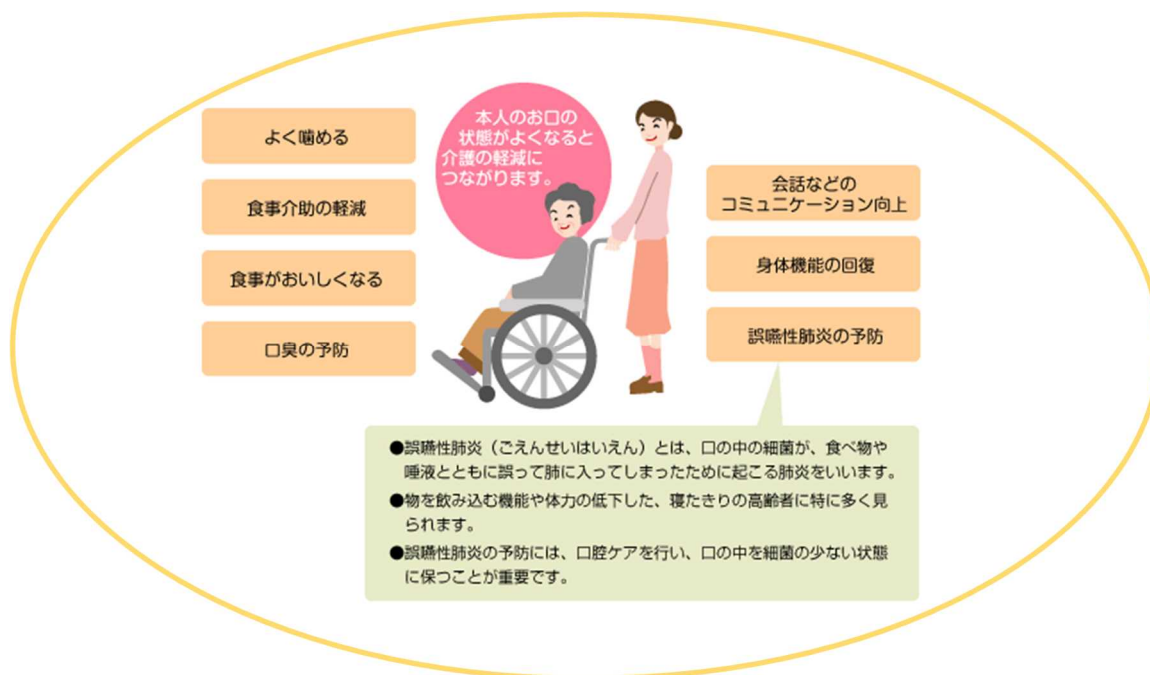 本人のお口の
状態がよくなると
介護の軽減に
つながります。
よく噛める
食事介助の軽減
食事がおいしくなる
口臭の予防
会話などの
コミュニケーション向上
身体機能の回復
誤嚥性肺炎の予防
●誤嚥性肺炎（ごえんせいはいえん）とは、口の中の細菌が、食べ物や
唾液とともに誤って肺に入ってしまったために起こる肺炎をいいます。
●物を飲み込む機能や体力の低下した、寝たきりの高齢者に特に多く見
られます。
●誤嚥性肺炎の予防には、口腔ケアを行い、口の中を細菌の少ない状態
に保つことが重要です。